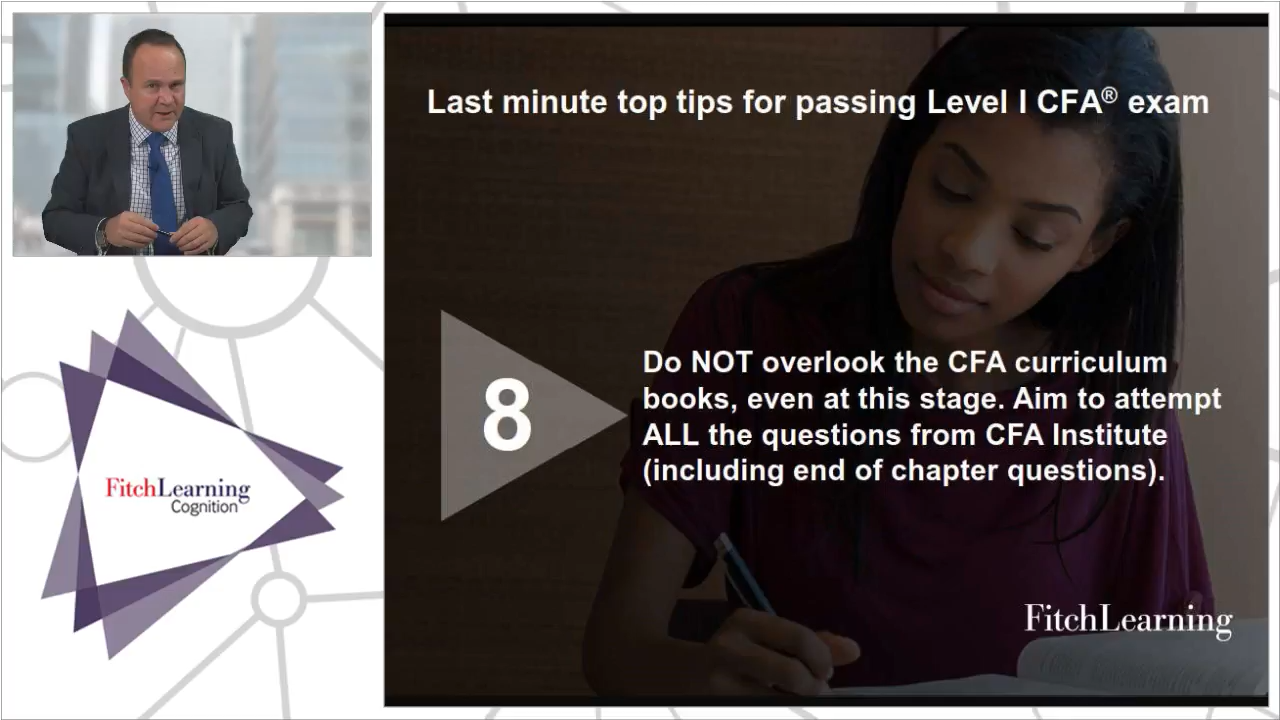 Last minute top tips for passing Level I CFA® exam
8
Do NOT overlook the CFA curriculum
books, even at this stage. Aim to attempt
ALL the questions from CFA Institute
(including end of chapter questions).
FitchLearning
Cognition
FitchLearning